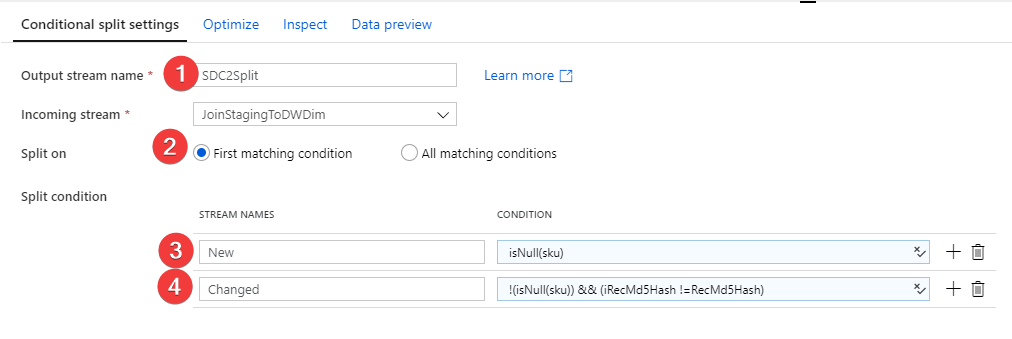 Conditional split settings Optimize Inspect Data preview
Output stream name * 1 SDC2Split Learn more
Incoming stream * JoinStagingToDWDim
Split on 2 First matching condition All matching conditions
Split condition
STREAM NAMES CONDITION
3 New isNull(sku)
4 Changed !(isNull(sku)) && (iRecMd5Hash !=RecMd5Hash)